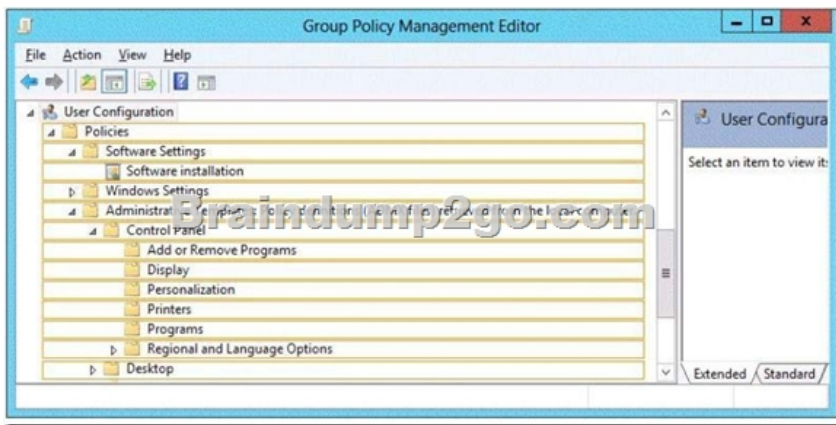 Group Policy Management Editor
File Action View Help
User Configuration
User Configura
Policies
Software Settings
Select an item to view it
Software installation
Windows Settings
Braindump2go.com
Control Panel
Add or Remove Programs
Display
Personalization
Printers
Programs
Regional and Language Options
Desktop
Extended Standard